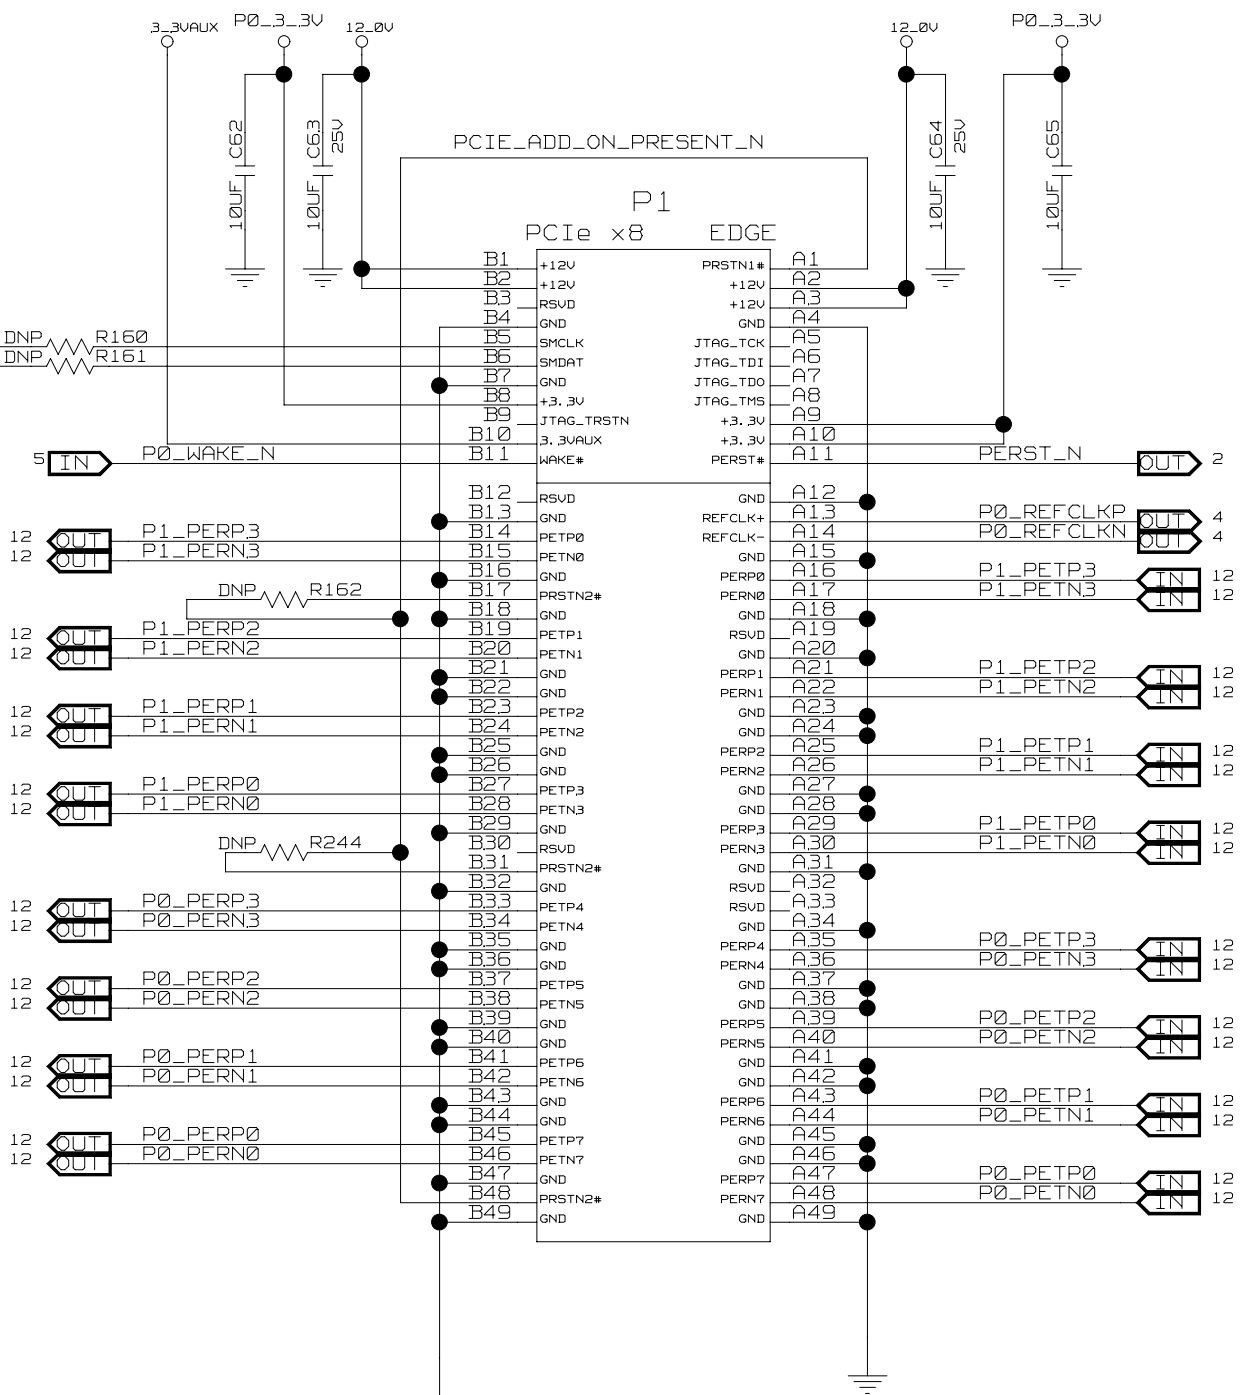 3_3VAUX P0_3_3V 12_0V 12_0V P0_3_3V
C62 10UF
C63 25V 10UF
C64 25V 10UF
C65 10UF
PCIE_ADD_ON_PRESENT_N
P1
PCIe x8 EDGE
B1 +12V PRSTN1# A1
B2 +12V +12V A2
B3 RSVD +12V A3
B4 GND GND A4
DNP R160 B5 SMCLK JTAG_TCK A5
DNP R161 B6 SMDAT JTAG_TDI A6
B7 GND JTAG_TDO A7
B8 +3.3V JTAG_TMS A8
B9 JTAG_TRSTN +3.3V A9
B10 3.3VAUX +3.3V A10
5 IN P0_WAKE_N B11 WAKE# PERST# A11 PERST_N OUT 2
B12 RSVD GND A12
B13 GND REFCLK+ A13 P0_REFCLKP OUT 4
12 OUT P1_PERP3 B14 PETP0 REFCLK- A14 P0_REFCLKN OUT 4
12 OUT P1_PERN3 B15 PETN0 GND A15
B16 GND PERP0 A16 P1_PETP3 IN 12
DNP R162 B17 PRSTN2# PERN0 A17 P1_PETN3 IN 12
B18 GND GND A18
12 OUT P1_PERP2 B19 PETP1 RSVD A19
12 OUT P1_PERN2 B20 PETN1 GND A20
B21 GND PERP1 A21 P1_PETP2 IN 12
B22 GND PERN1 A22 P1_PETN2 IN 12
12 OUT P1_PERP1 B23 PETP2 GND A23
12 OUT P1_PERN1 B24 PETN2 GND A24
B25 GND PERP2 A25 P1_PETP1 IN 12
B26 GND PERN2 A26 P1_PETN1 IN 12
12 OUT P1_PERP0 B27 PETP3 GND A27
12 OUT P1_PERN0 B28 PETN3 GND A28
B29 GND PERP3 A29 P1_PETP0 IN 12
DNP R244 B30 RSVD PERN3 A30 P1_PETN0 IN 12
B31 PRSTN2# GND A31
B32 GND RSVD A32
12 OUT P0_PERP3 B33 PETP4 RSVD A33
12 OUT P0_PERN3 B34 PETN4 GND A34
B35 GND PERP4 A35 P0_PETP3 IN 12
B36 GND PERN4 A36 P0_PETN3 IN 12
12 OUT P0_PERP2 B37 PETP5 GND A37
12 OUT P0_PERN2 B38 PETN5 GND A38
B39 GND PERP5 A39 P0_PETP2 IN 12
B40 GND PERN5 A40 P0_PETN2 IN 12
12 OUT P0_PERP1 B41 PETP6 GND A41
12 OUT P0_PERN1 B42 PETN6 GND A42
B43 GND PERP6 A43 P0_PETP1 IN 12
B44 GND PERN6 A44 P0_PETN1 IN 12
12 OUT P0_PERP0 B45 PETP7 GND A45
12 OUT P0_PERN0 B46 PETN7 GND A46
B47 GND PERP7 A47 P0_PETP0 IN 12
B48 PRSTN2# PERN7 A48 P0_PETN0 IN 12
B49 GND GND A49